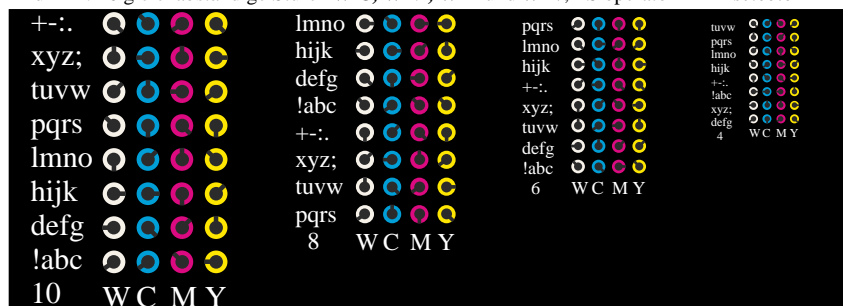 +-:.
xyz;
tuvw
pqrs
lmno
hijk
defg
!abc
10 W C M Y
lmno
hijk
defg
!abc
+-:.
xyz;
tuvw
pqrs
8 W C M Y
pqrs
lmno
hijk
+-:.
xyz;
tuvw
defg
!abc
6 W C M Y
tuvw
pqrs
lmno
hijk
+-:.
!abc
xyz;
defg
4 W C M Y